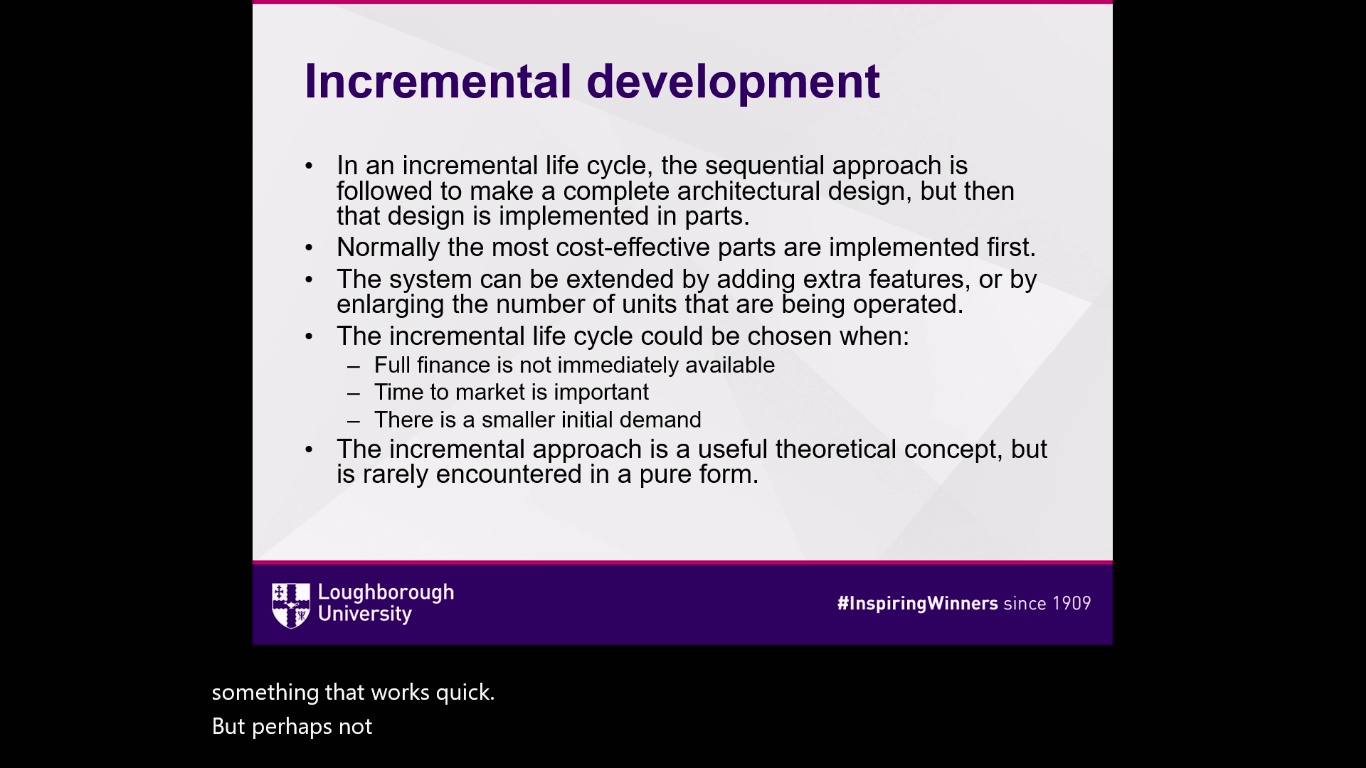 Incremental development
• In an incremental life cycle, the sequential approach is
followed to make a complete architectural design, but then
that design is implemented in parts.
• Normally the most cost-effective parts are implemented first.
• The system can be extended by adding extra features, or by
enlarging the number of units that are being operated.
• The incremental life cycle could be chosen when:
– Full finance is not immediately available
– Time to market is important
– There is a smaller initial demand
• The incremental approach is a useful theoretical concept, but
is rarely encountered in a pure form.
Loughborough
University
#InspiringWinners since 1909
something that works quick.
But perhaps not